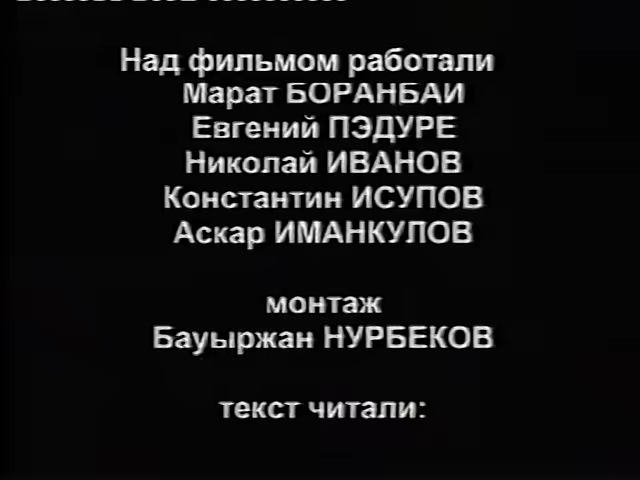 Над фильмом работали
Марат БОРАНБАИ
Евгений ПЭДУРЕ
Николай ИВАНОВ
Константин ИСУПОВ
Аскар ИМАНКУЛОВ
монтаж
Бауыржан НУРБЕКОВ
текст читали: